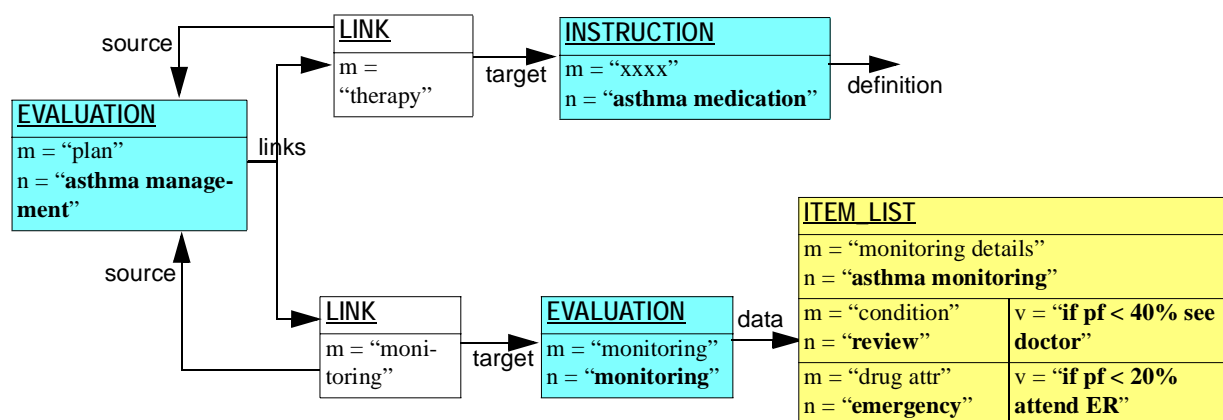 source
LINK
m =
“therapy”
target
INSTRUCTION
m = “xxxx”
n = “asthma medication”
definition
EVALUATION
m = “plan”
n = “asthma manage-
ment”
links
source
LINK
m = “moni-
toring”
target
EVALUATION
m = “monitoring”
n = “monitoring”
data
ITEM_LIST
m = “monitoring details”
n = “asthma monitoring”
m = “condition”
n = “review”
v = “if pf < 40% see
doctor”
m = “drug attr”
n = “emergency”
v = “if pf < 20%
attend ER”